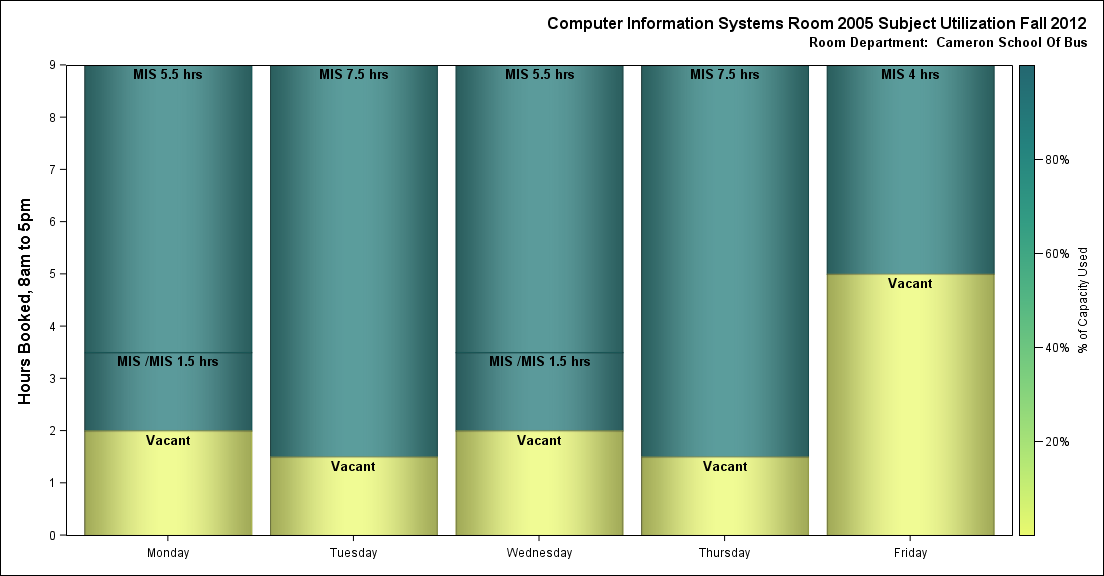 Computer Information Systems Room 2005 Subject Utilization Fall 2012
Room Department:  Cameron School Of Bus
Hours Booked, 8am to 5pm
9
8
7
6
5
4
3
2
1
0
MIS 5.5 hrs
MIS 7.5 hrs
MIS 5.5 hrs
MIS 7.5 hrs
MIS 4 hrs
Vacant
MIS /MIS 1.5 hrs
MIS /MIS 1.5 hrs
Vacant
Vacant
Vacant
Vacant
Monday
Tuesday
Wednesday
Thursday
Friday
80%
60%
40%
20%
% of Capacity Used